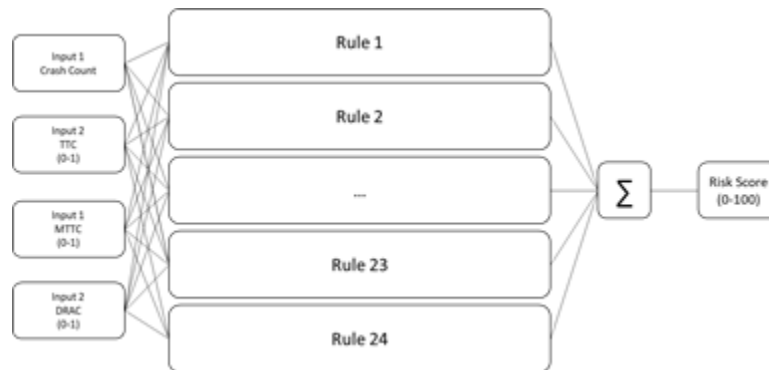 Input 1
Crash Count
Input 2
TTC
(0-1)
Input 1
MTTC
(0-1)
Input 2
DRAC
(0-1)
Rule 1
Rule 2
...
Rule 23
Rule 24
∑
Risk Score
(0-100)